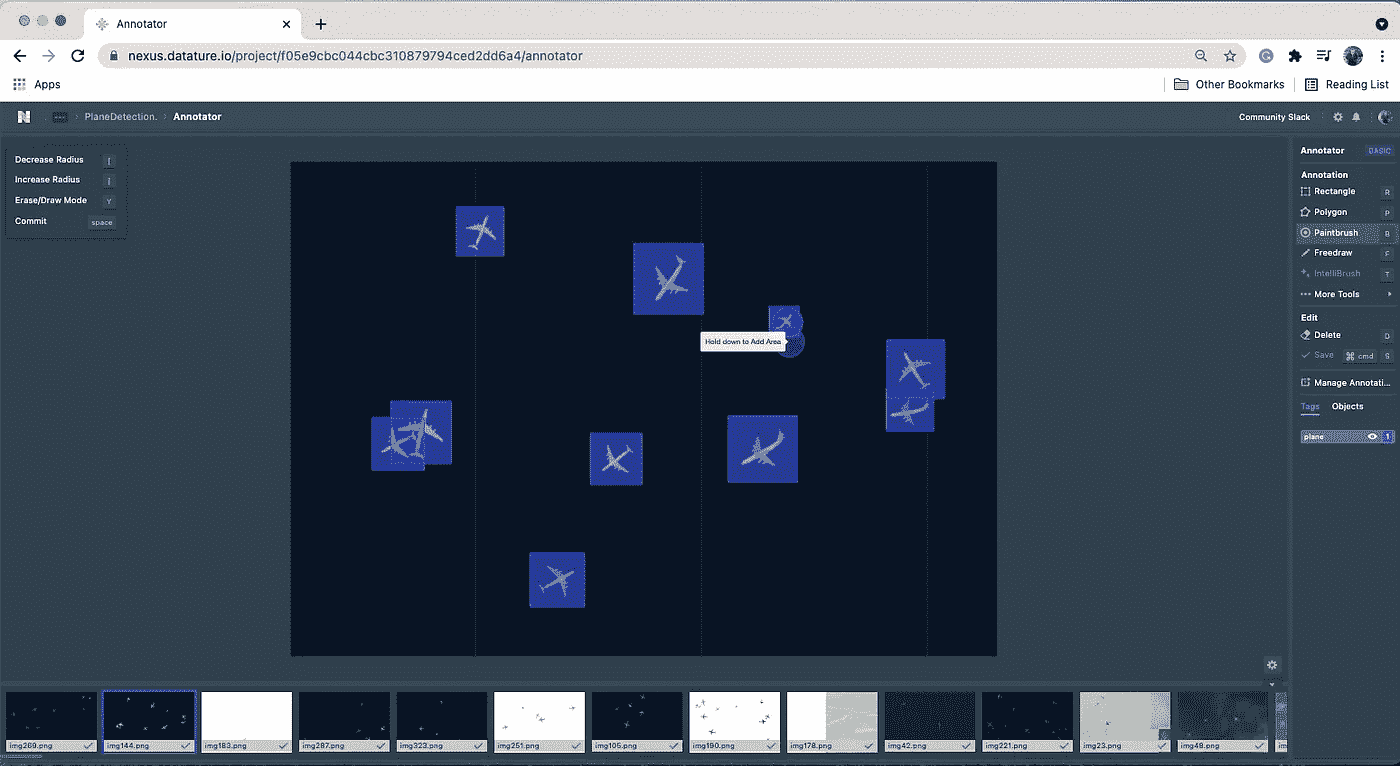 Annotator
nexus.datature.io/project/f05e9cbc044cbc310879794ced2dd6a4/annotator
Apps
Other Bookmarks
Reading List
N
PlaneDetection.
Annotator
Community Slack
Decrease Radius [
Increase Radius ]
Erase/Draw Mode Y
Commit space
Hold down to Add Area
Annotator BASIC
Annotation
Rectangle R
Polygon P
Paintbrush B
Freedraw F
IntelliBrush T
More Tools
Edit
Delete D
Save cmd S
Manage Annotati...
Tags Objects
plane 1
img269.png
img144.png
img183.png
img287.png
img323.png
img251.png
img105.png
img190.png
img178.png
img42.png
img221.png
img23.png
img48.png